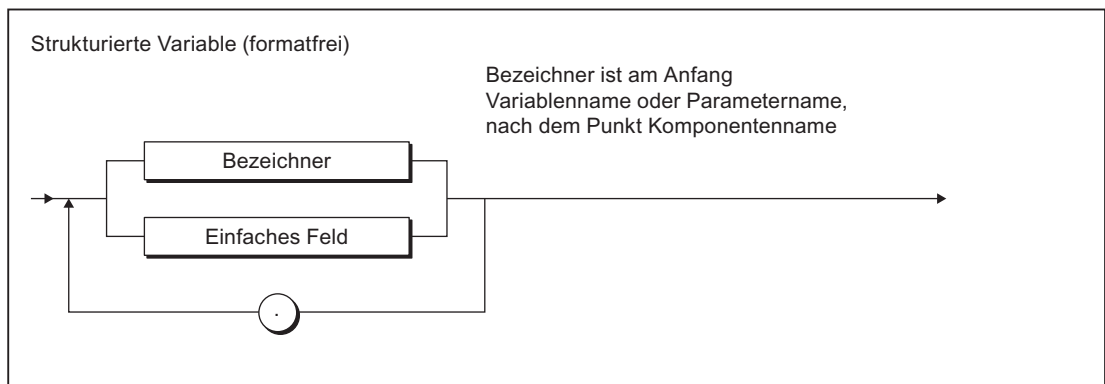 Strukturierte Variable (formatfrei)
Bezeichner ist am Anfang
Variablenname oder Parametername,
nach dem Punkt Komponentenname
Bezeichner
Einfaches Feld
.